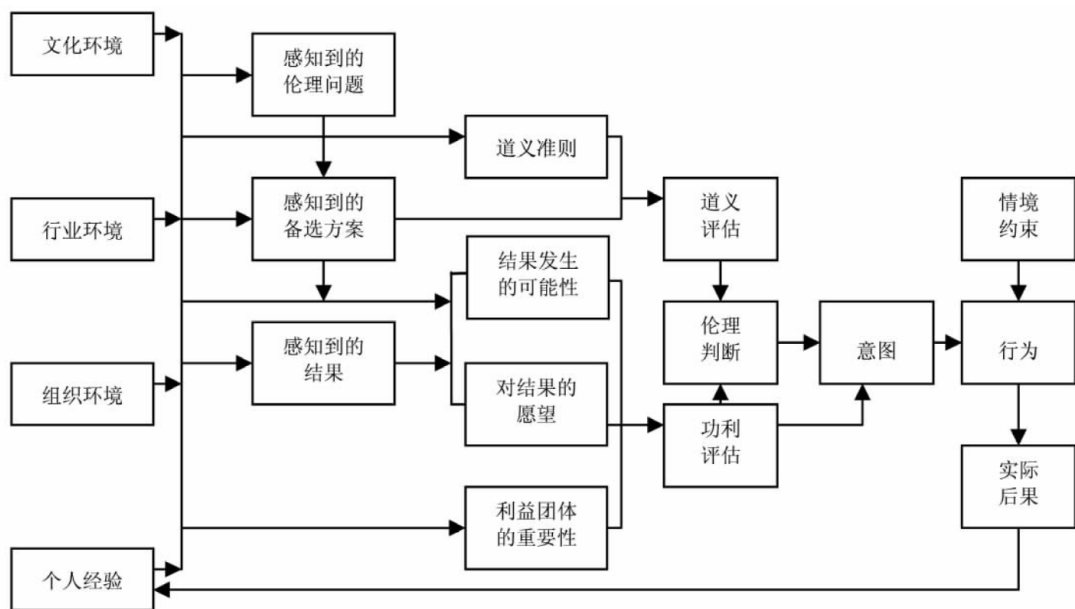 文化环境
感知到的
伦理问题
道义准则
行业环境
感知到的
备选方案
道义
评估
情境
约束
结果发生
的可能性
感知到的
结果
伦理
判断
意图
行为
组织环境
对结果的
愿望
功利
评估
实际
后果
利益团体
的重要性
个人经验